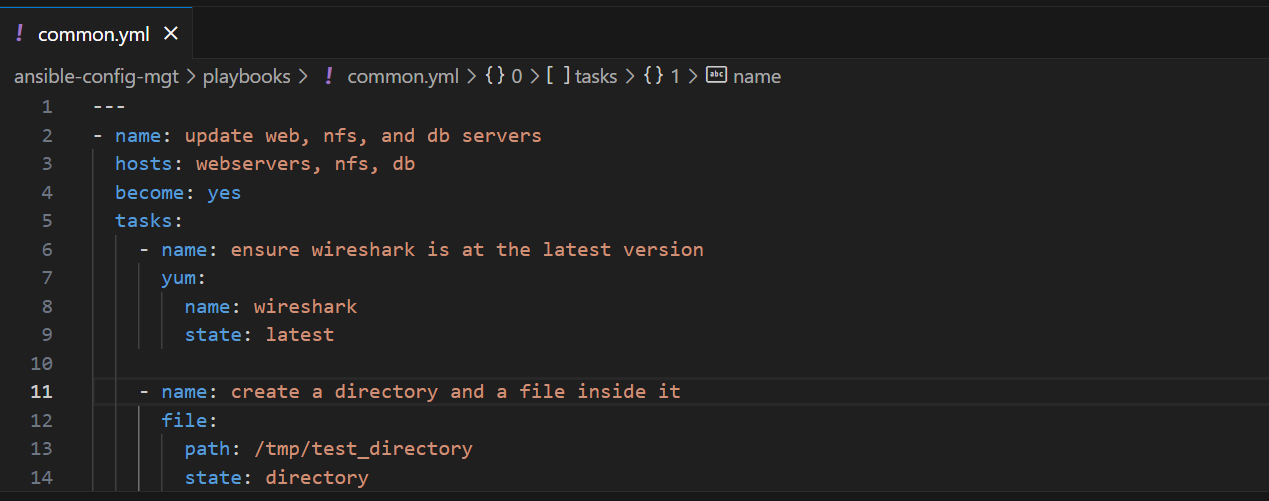 ! common.yml ×
ansible-config-mgt > playbooks > ! common.yml > {} 0 > [ ] tasks > {} 1 > abc name
1 ---
2 - name: update web, nfs, and db servers
3   hosts: webservers, nfs, db
4   become: yes
5   tasks:
6     - name: ensure wireshark is at the latest version
7       yum:
8         name: wireshark
9         state: latest
10
11     - name: create a directory and a file inside it
12       file:
13         path: /tmp/test_directory
14         state: directory